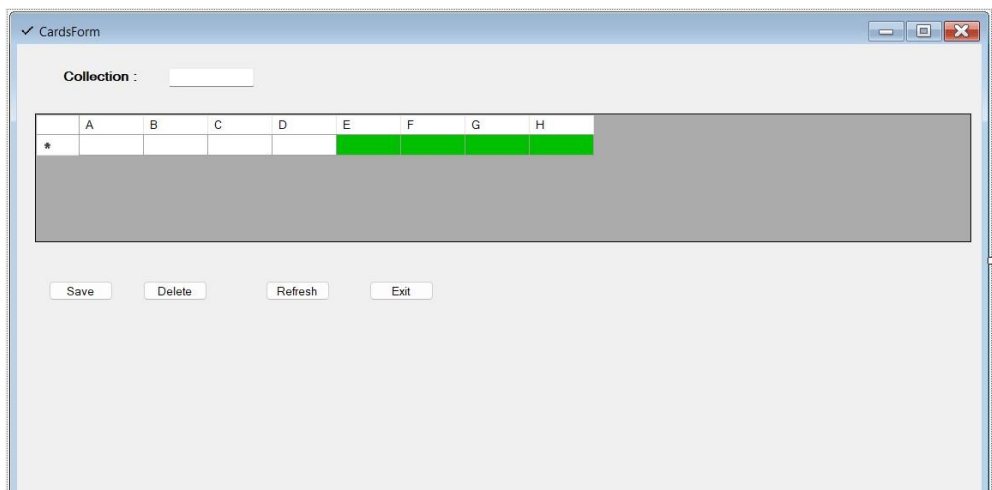 CardsForm
Collection :
A B C D E F G H
*
Save Delete Refresh Exit